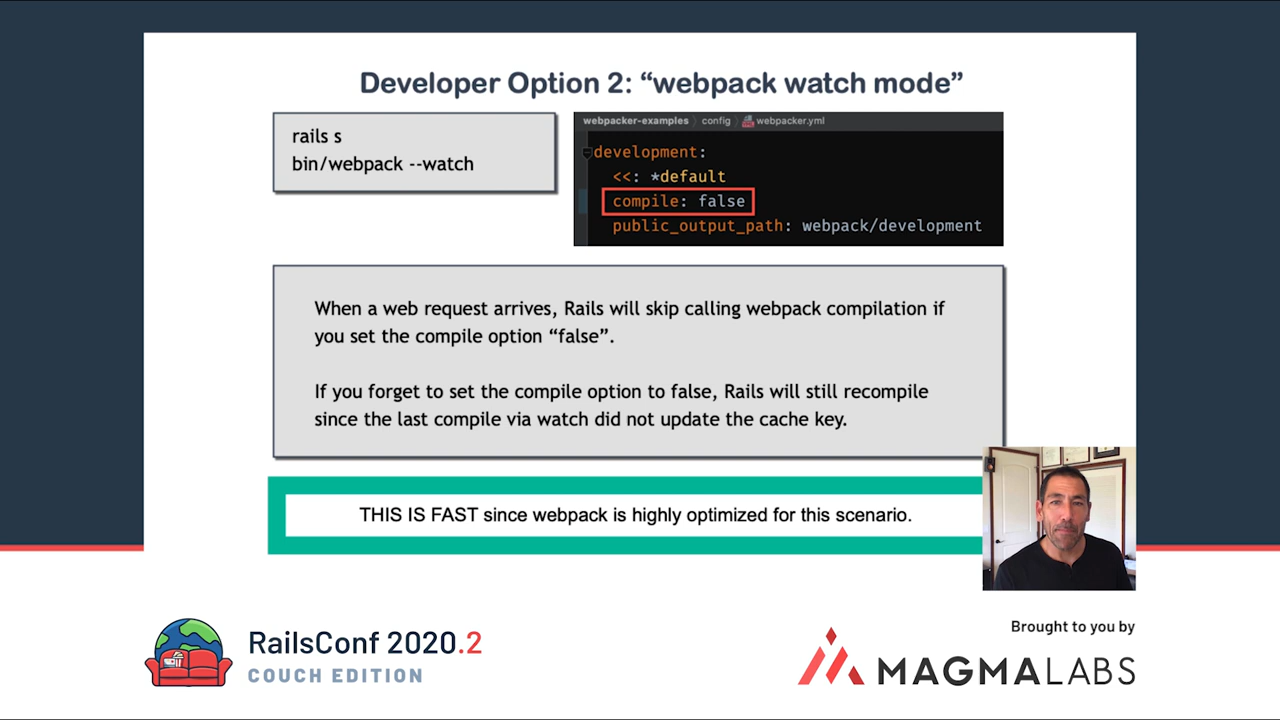 Developer Option 2: “webpack watch mode”
rails s
bin/webpack --watch
webpacker-examples 〉 config 〉 webpacker.yml
development:
<<: *default
compile: false
public_output_path: webpack/development
When a web request arrives, Rails will skip calling webpack compilation if
you set the compile option “false”.
If you forget to set the compile option to false, Rails will still recompile
since the last compile via watch did not update the cache key.
THIS IS FAST since webpack is highly optimized for this scenario.
RailsConf 2020.2
COUCH EDITION
Brought to you by
MAGMALABS